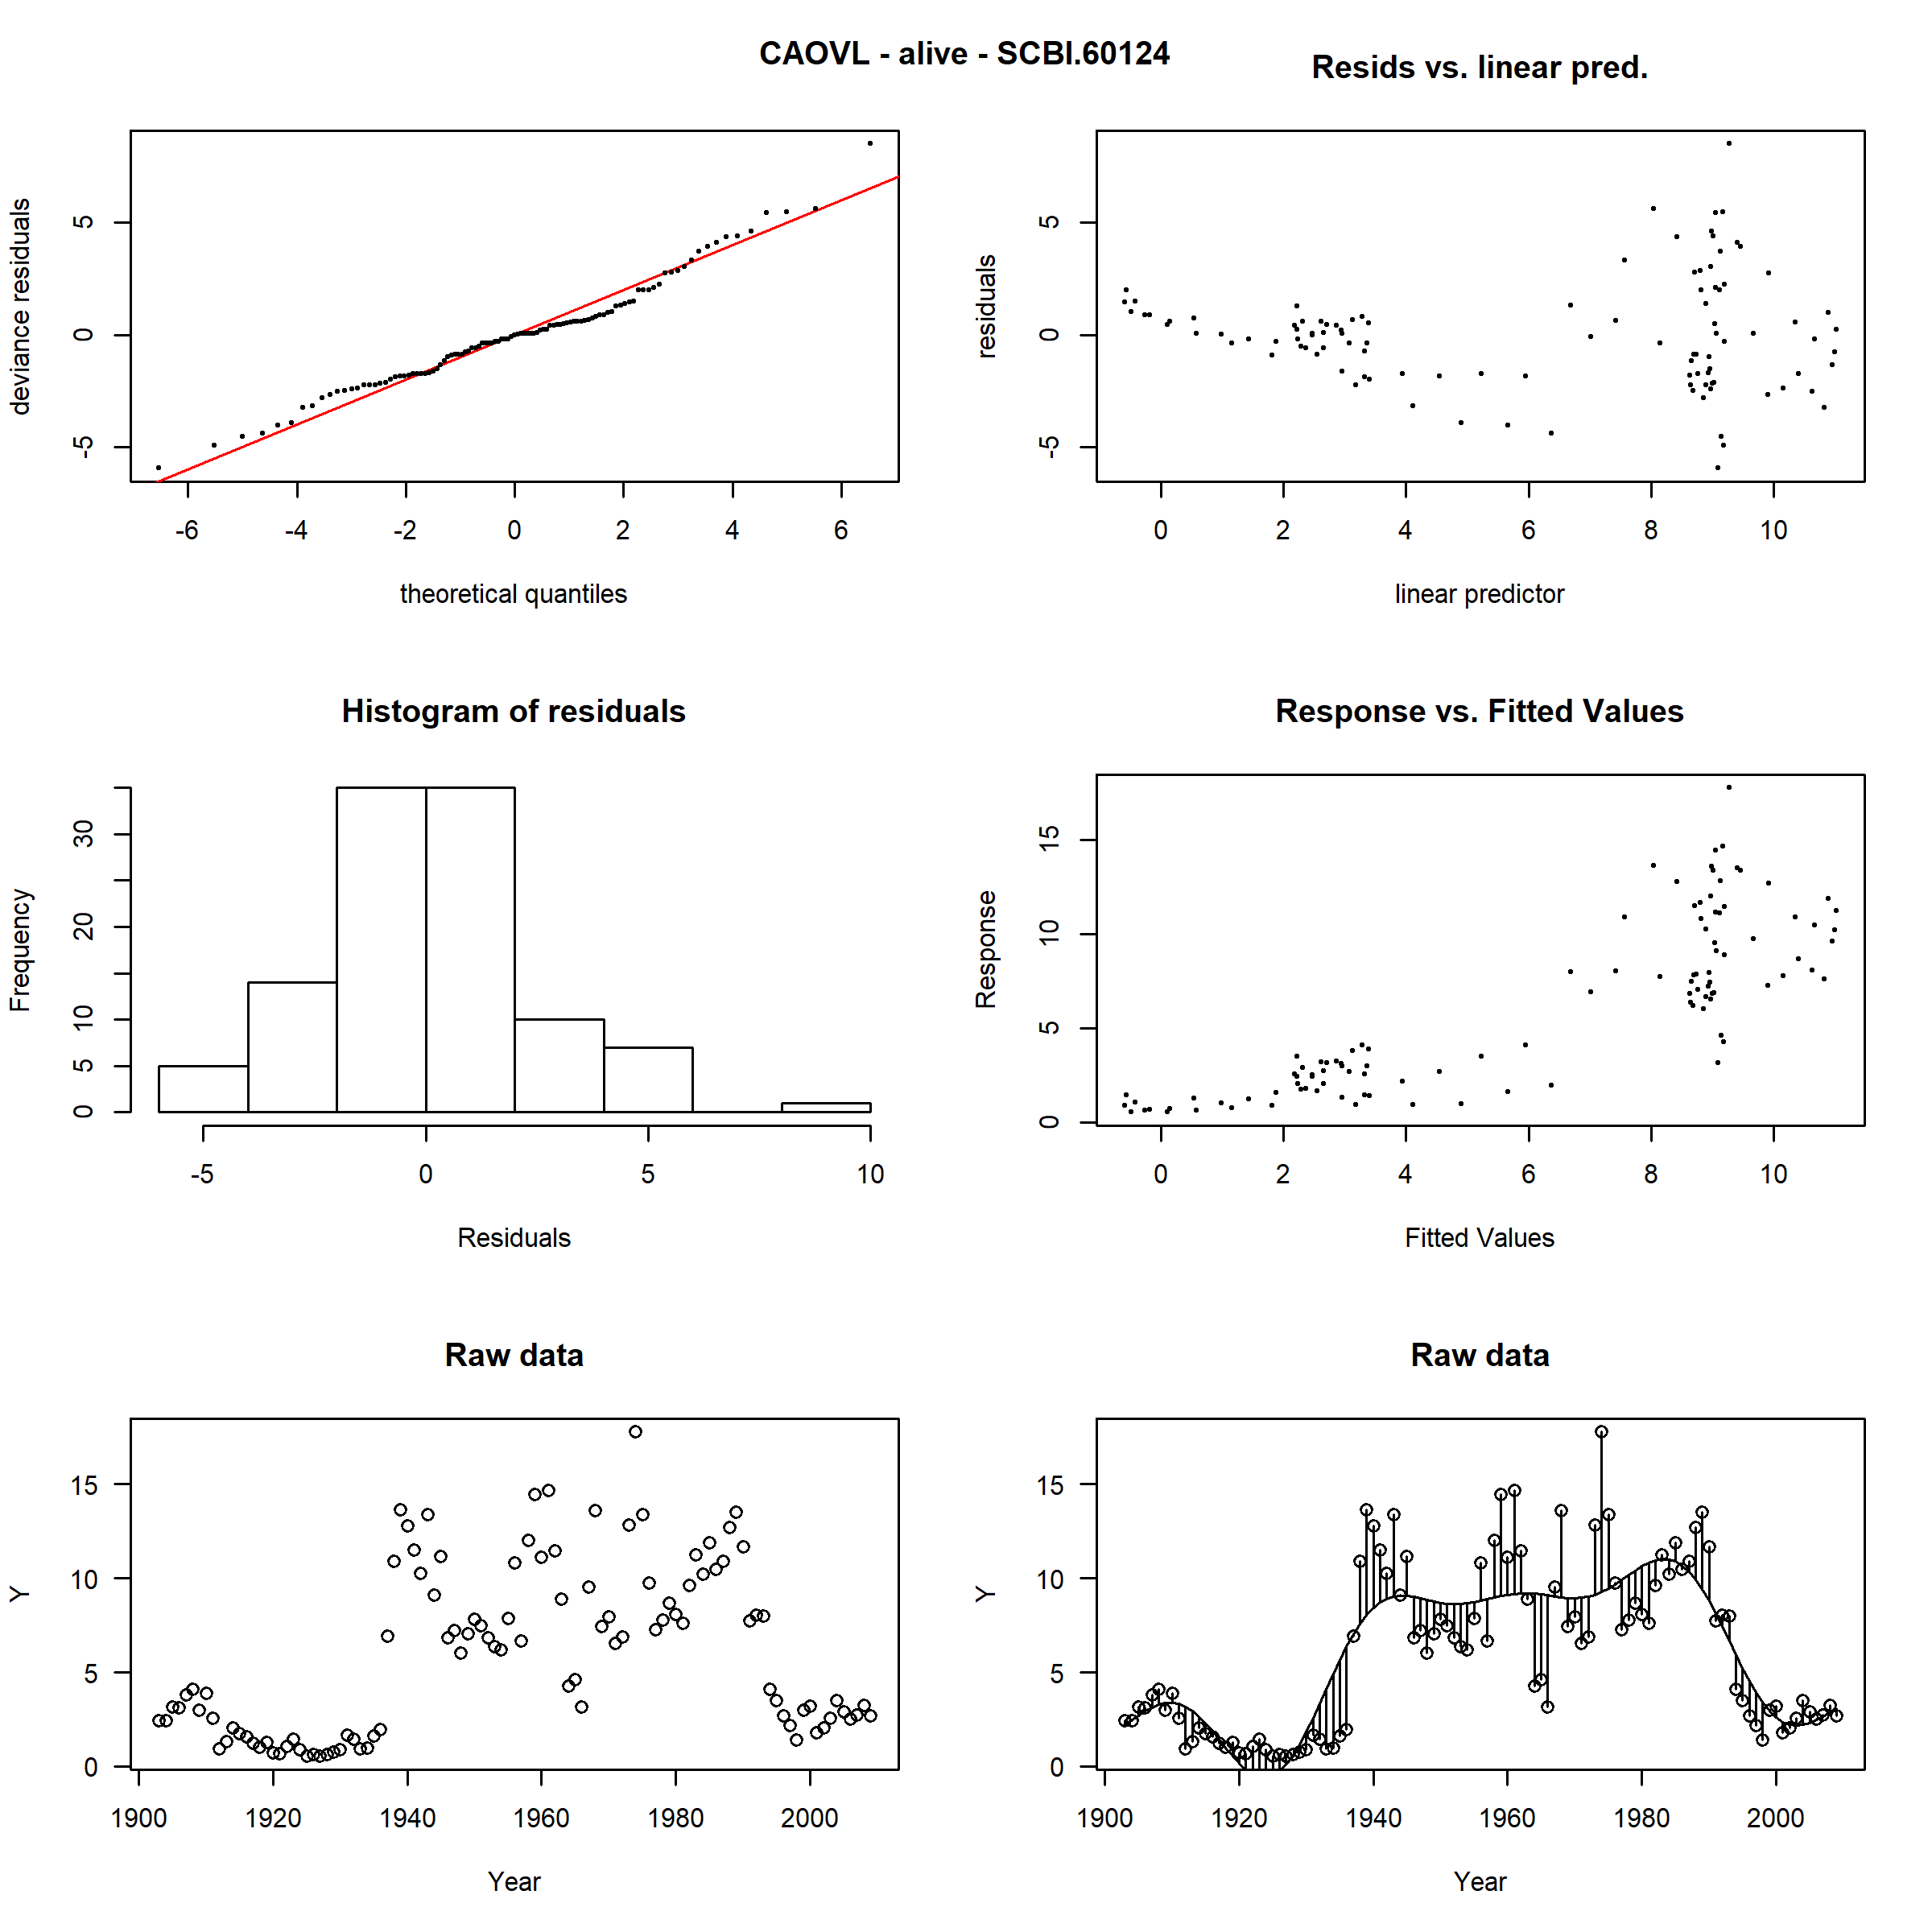 CAOVL - alive - SCBI.60124
Resids vs. linear pred.
deviance residuals
5
0
-5
-6 -4 -2 0 2 4 6
theoretical quantiles
residuals
5
0
-5
0 2 4 6 8 10
linear predictor
Histogram of residuals
Frequency
30
20
10
5
0
-5 0 5 10
Residuals
Response vs. Fitted Values
Response
15
10
5
0
0 2 4 6 8 10
Fitted Values
Raw data
Y
15
10
5
0
1900 1920 1940 1960 1980 2000
Year
Raw data
Y
15
10
5
0
1900 1920 1940 1960 1980 2000
Year